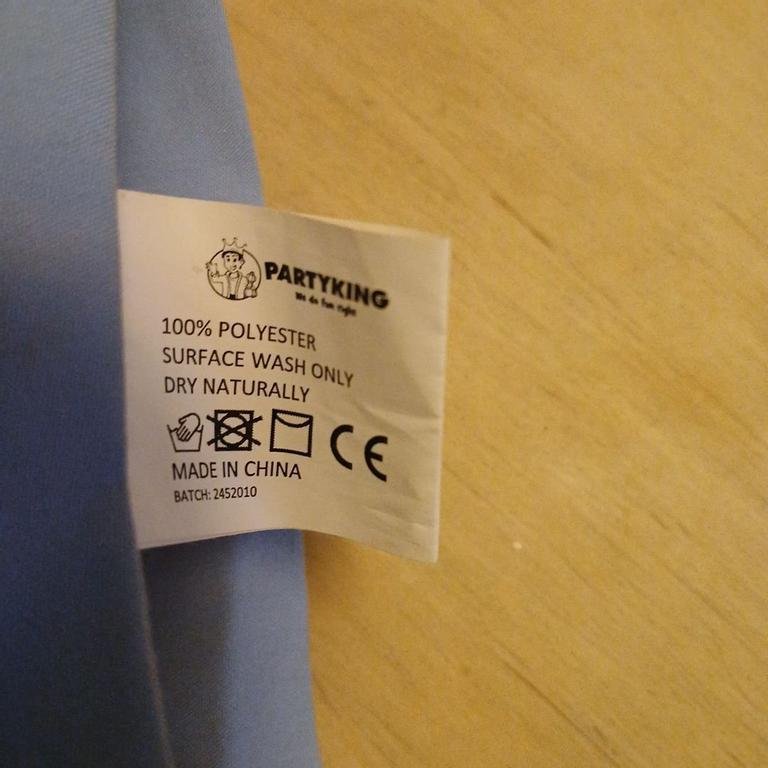 PARTYKING
We do fun right
100% POLYESTER
SURFACE WASH ONLY
DRY NATURALLY
CE
MADE IN CHINA
BATCH: 2452010